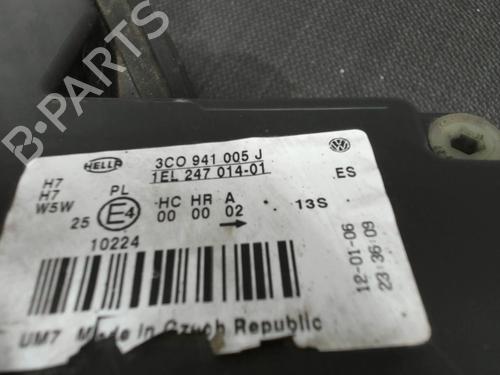 B-PARTS
HELLA
3C0 941 005 J
1EL 247 014-01
H7
H7
W5W
PL
25 E4
HC HR A
00 00 02
ES
13S
10224
12-01-06
23:36:09
UM7 Made in Czech Republic